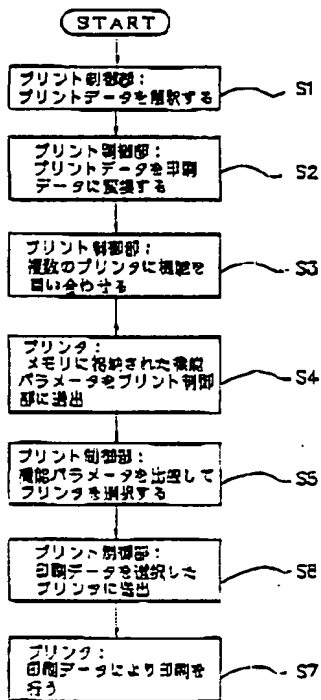 START
プリント制御部：
プリントデータを解釈する
S1
プリント制御部：
プリントデータを印刷
データに変換する
S2
プリント制御部：
複数のプリンタに機能を
問い合わせる
S3
プリンタ：
メモリに格納された機能
パラメータをプリント制御
部に送出
S4
プリント制御部：
機能パラメータを比較して
プリンタを選択する
S5
プリント制御部：
印刷データを選択した
プリンタに送出
S6
プリンタ：
印刷データにより印刷を
行う
S7